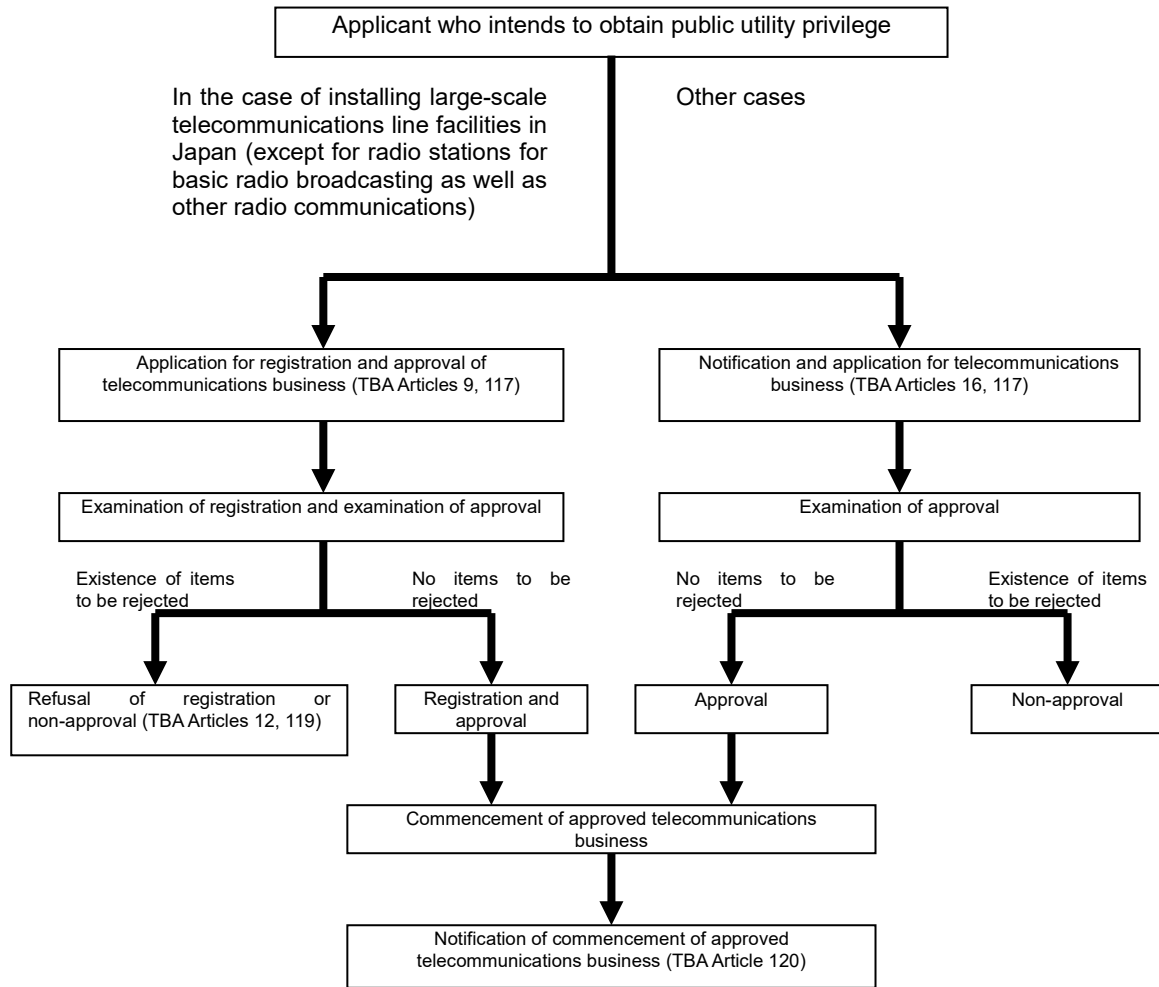 Applicant who intends to obtain public utility privilege
In the case of installing large-scale
telecommunications line facilities in
Japan (except for radio stations for
basic radio broadcasting as well as
other radio communications)
Other cases
Application for registration and approval of
telecommunications business (TBA Articles 9, 117)
Notification and application for telecommunications
business (TBA Articles 16, 117)
Examination of registration and examination of approval
Examination of approval
Existence of items
to be rejected
No items to be
rejected
No items to be
rejected
Existence of items
to be rejected
Refusal of registration or
non-approval (TBA Articles 12, 119)
Registration and
approval
Approval
Non-approval
Commencement of approved telecommunications
business
Notification of commencement of approved
telecommunications business (TBA Article 120)